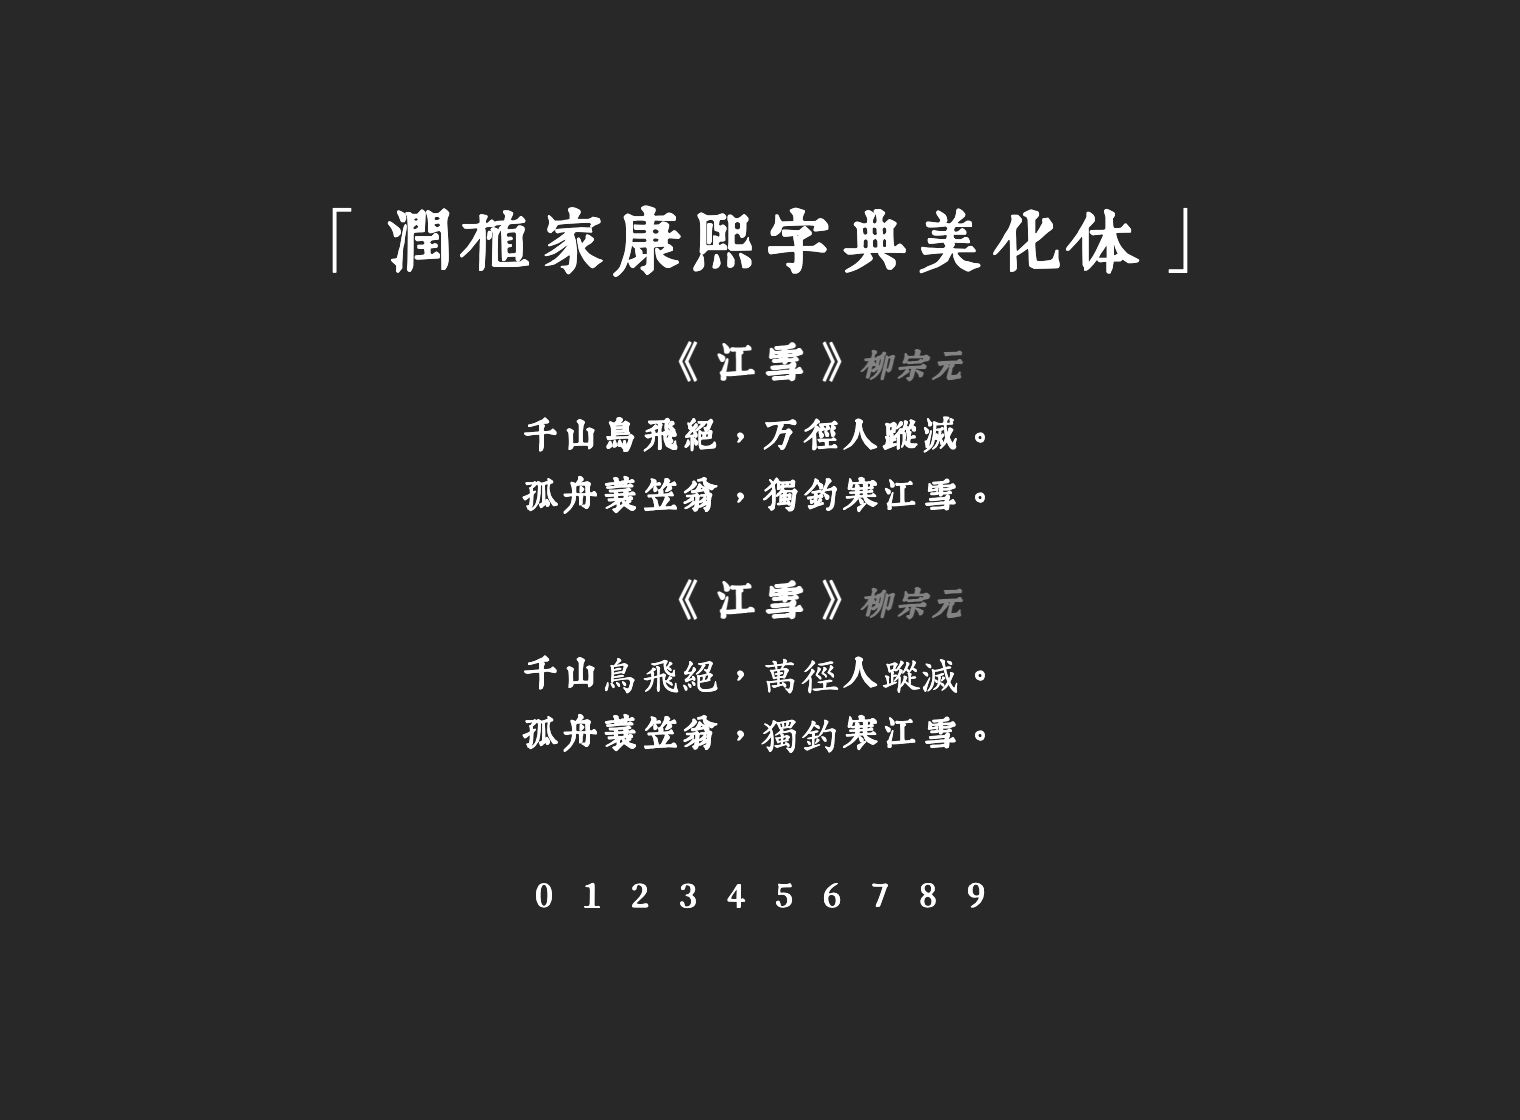 「潤植家康熙字典美化体」
《江雪》柳宗元
千山鳥飛絕，万徑人蹤滅。
孤舟蓑笠翁，獨釣寒江雪。
《江雪》柳宗元
千山鳥飛絕，萬徑人蹤滅。
孤舟蓑笠翁，獨釣寒江雪。
0 1 2 3 4 5 6 7 8 9